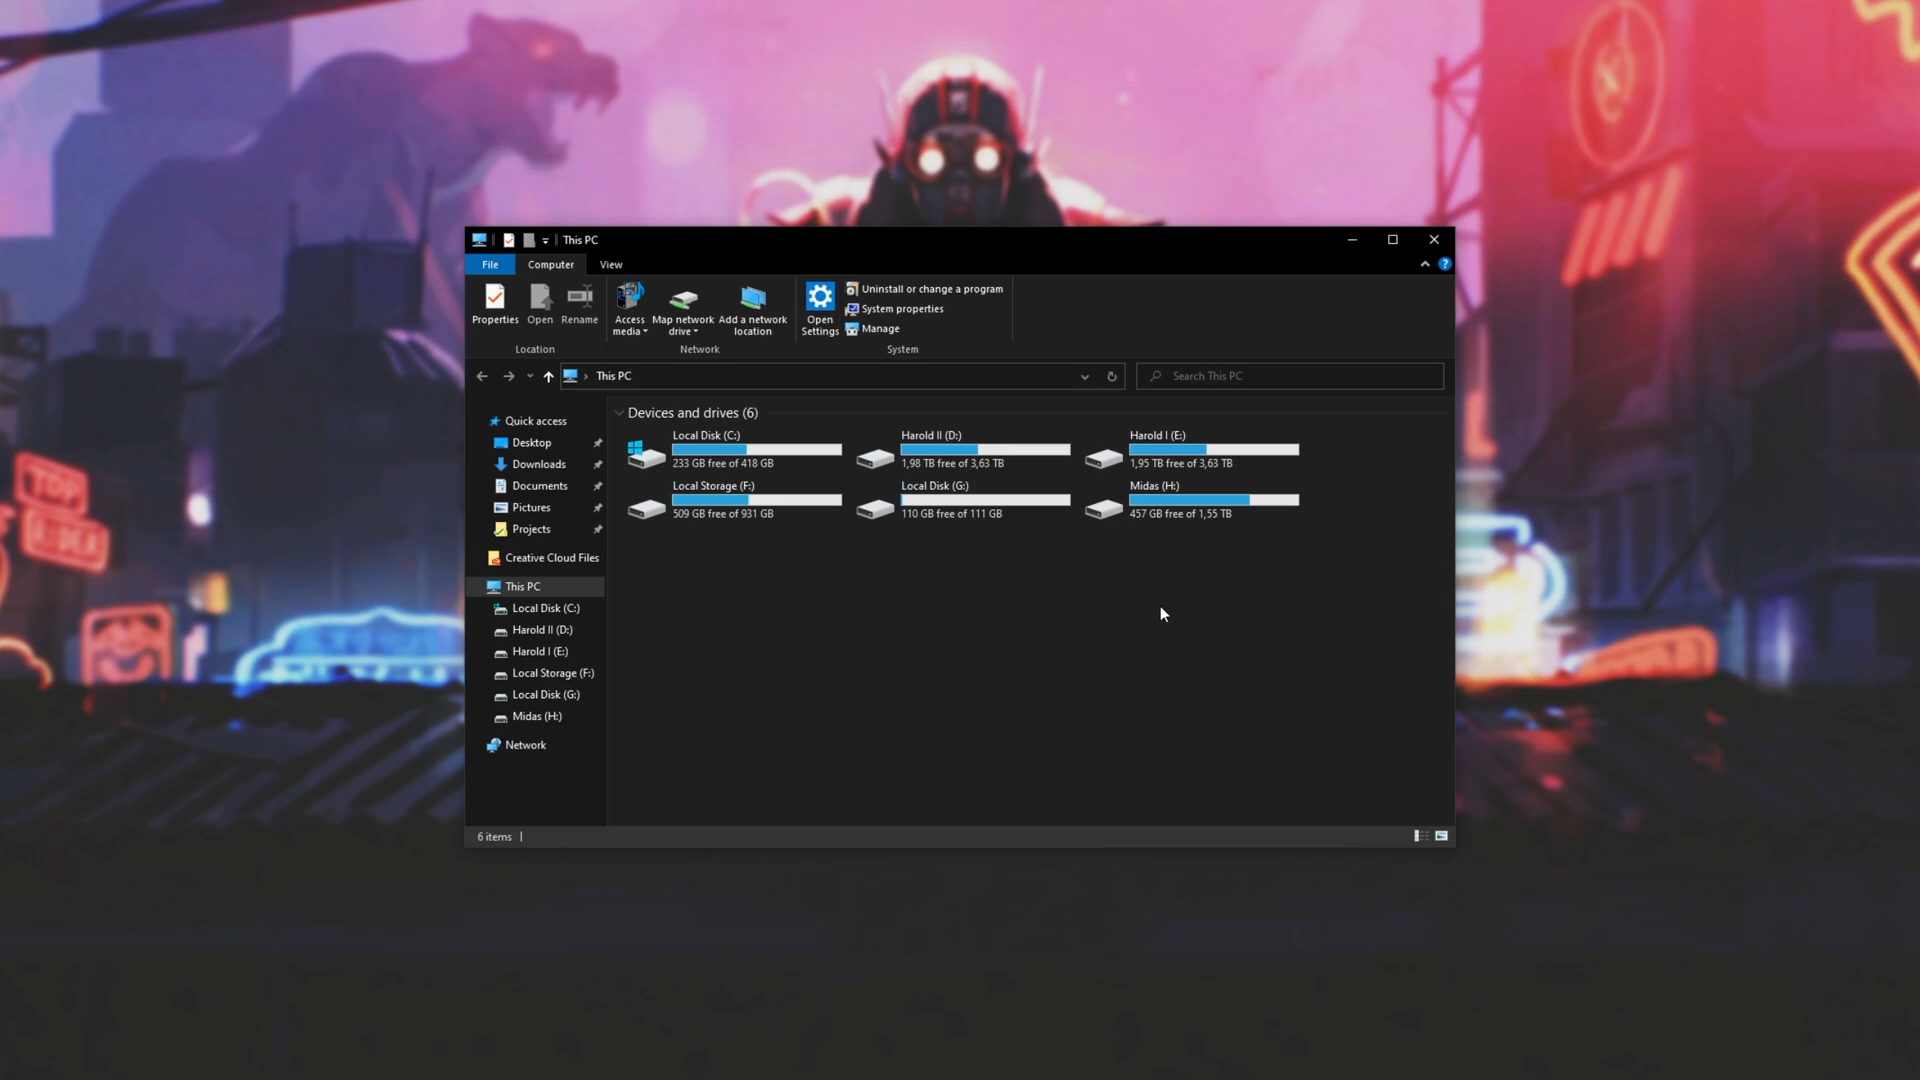 This PC
File
Computer
View
Properties
Open
Rename
Access media
Map network drive
Add a network location
Open Settings
Uninstall or change a program
System properties
Manage
Location
Network
System
This PC
Search This PC
Quick access
Desktop
Downloads
Documents
Pictures
Projects
Creative Cloud Files
This PC
Local Disk (C:)
Harold II (D:)
Harold I (E:)
Local Storage (F:)
Local Disk (G:)
Midas (H:)
Network
Devices and drives (6)
Local Disk (C:)
233 GB free of 418 GB
Harold II (D:)
1,98 TB free of 3,63 TB
Harold I (E:)
1,95 TB free of 3,63 TB
Local Storage (F:)
509 GB free of 931 GB
Local Disk (G:)
110 GB free of 111 GB
Midas (H:)
457 GB free of 1,55 TB
6 items
TOP